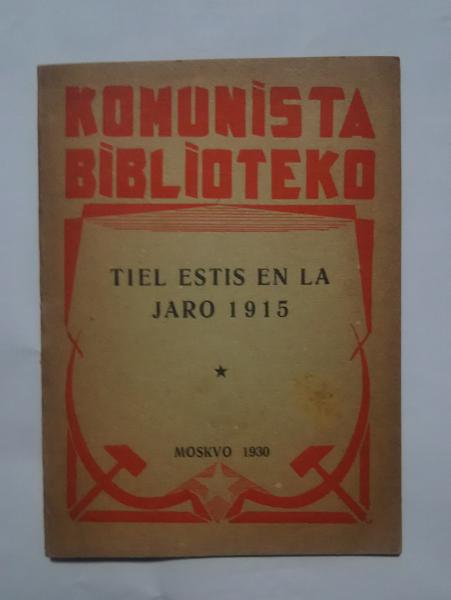 KOMUNISTA
BIBLIOTEKO
TIEL ESTIS EN LA
JARO 1915
MOSKVO 1930